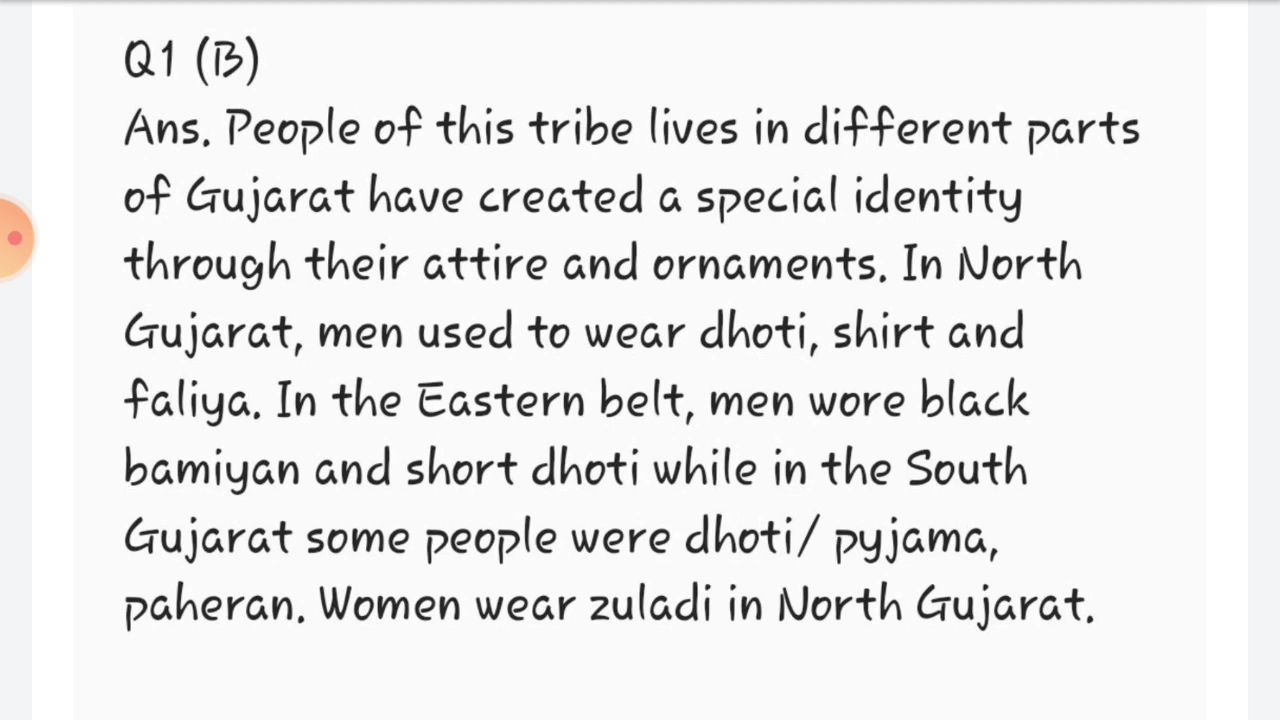 Q1 (B)
Ans. People of this tribe lives in different parts
of Gujarat have created a special identity
through their attire and ornaments. In North
Gujarat, men used to wear dhoti, shirt and
faliya. In the Eastern belt, men wore black
bamiyan and short dhoti while in the South
Gujarat some people were dhoti/ pyjama,
paheran. Women wear zuladi in North Gujarat.